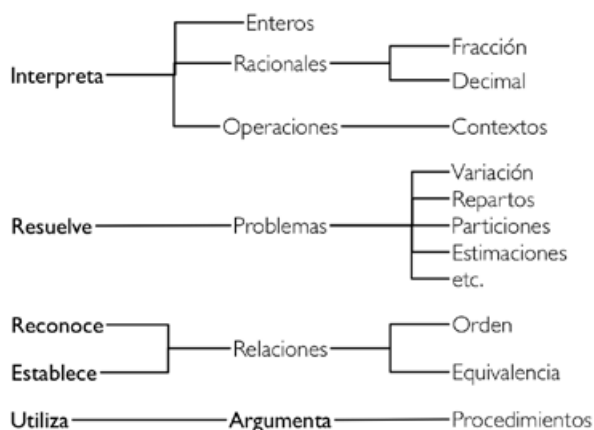 Enteros
Interpreta Racionales Fracción
Decimal
Operaciones Contextos
Variación
Repartos
Resuelve Problemas Particiones
Estimaciones
etc.
Reconoce Orden
Relaciones
Establece Equivalencia
Utiliza Argumenta Procedimientos